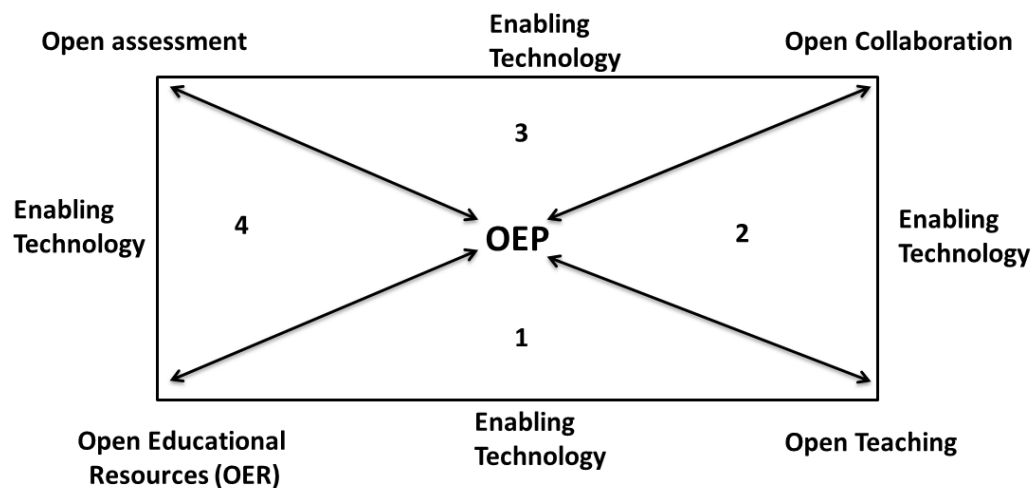 Open assessment
Enabling
Technology
Open Collaboration
3
Enabling
Technology
4
OEP
2
Enabling
Technology
1
Open Educational
Resources (OER)
Enabling
Technology
Open Teaching